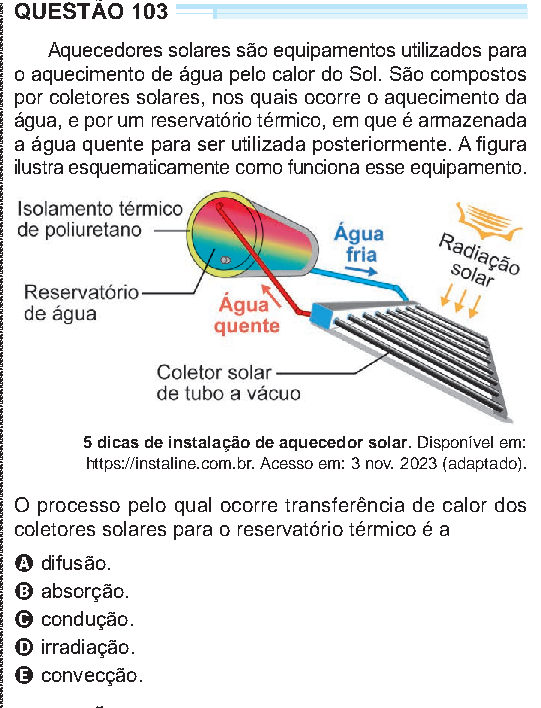 QUESTÃO 103
Aquecedores solares são equipamentos utilizados para
o aquecimento de água pelo calor do Sol. São compostos
por coletores solares, nos quais ocorre o aquecimento da
água, e por um reservatório térmico, em que é armazenada
a água quente para ser utilizada posteriormente. A figura
ilustra esquematicamente como funciona esse equipamento.
Isolamento térmico
de poliuretano
Reservatório
de água
Água
quente
Água
fria
Radiação
solar
Coletor solar
de tubo a vácuo
5 dicas de instalação de aquecedor solar. Disponível em:
https://instaline.com.br. Acesso em: 3 nov. 2023 (adaptado).
O processo pelo qual ocorre transferência de calor dos
coletores solares para o reservatório térmico é a
A difusão.
B absorção.
C condução.
D irradiação.
E convecção.